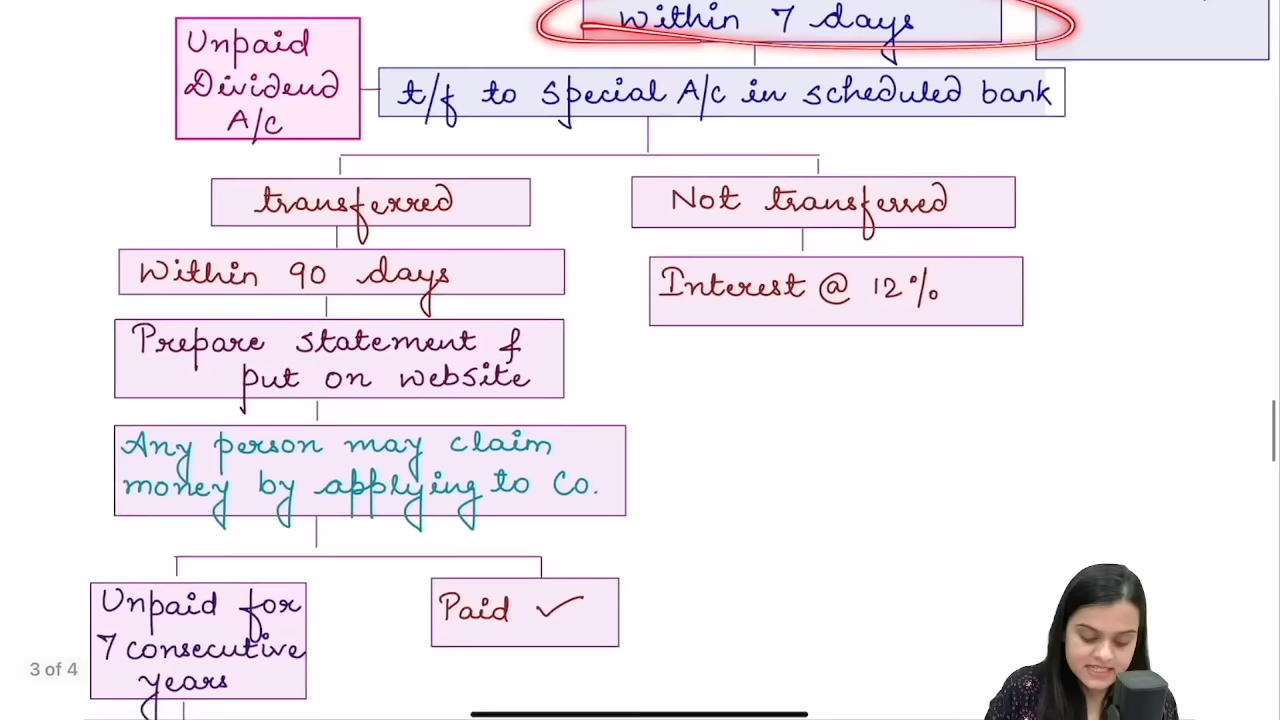 within 7 days
Unpaid
Dividend
A/c
t/f to special A/c in scheduled bank
transferred
Not transferred
Within 90 days
Interest @ 12%
Prepare statement &
put on website
Any person may claim
money by applying to Co.
Unpaid for
7 consecutive
years
Paid ✓
3 of 4